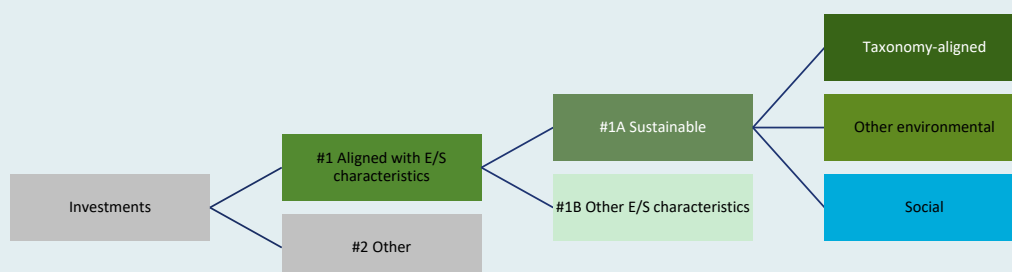 Investments
#1 Aligned with E/S
characteristics
#2 Other
#1A Sustainable
#1B Other E/S characteristics
Taxonomy-aligned
Other environmental
Social